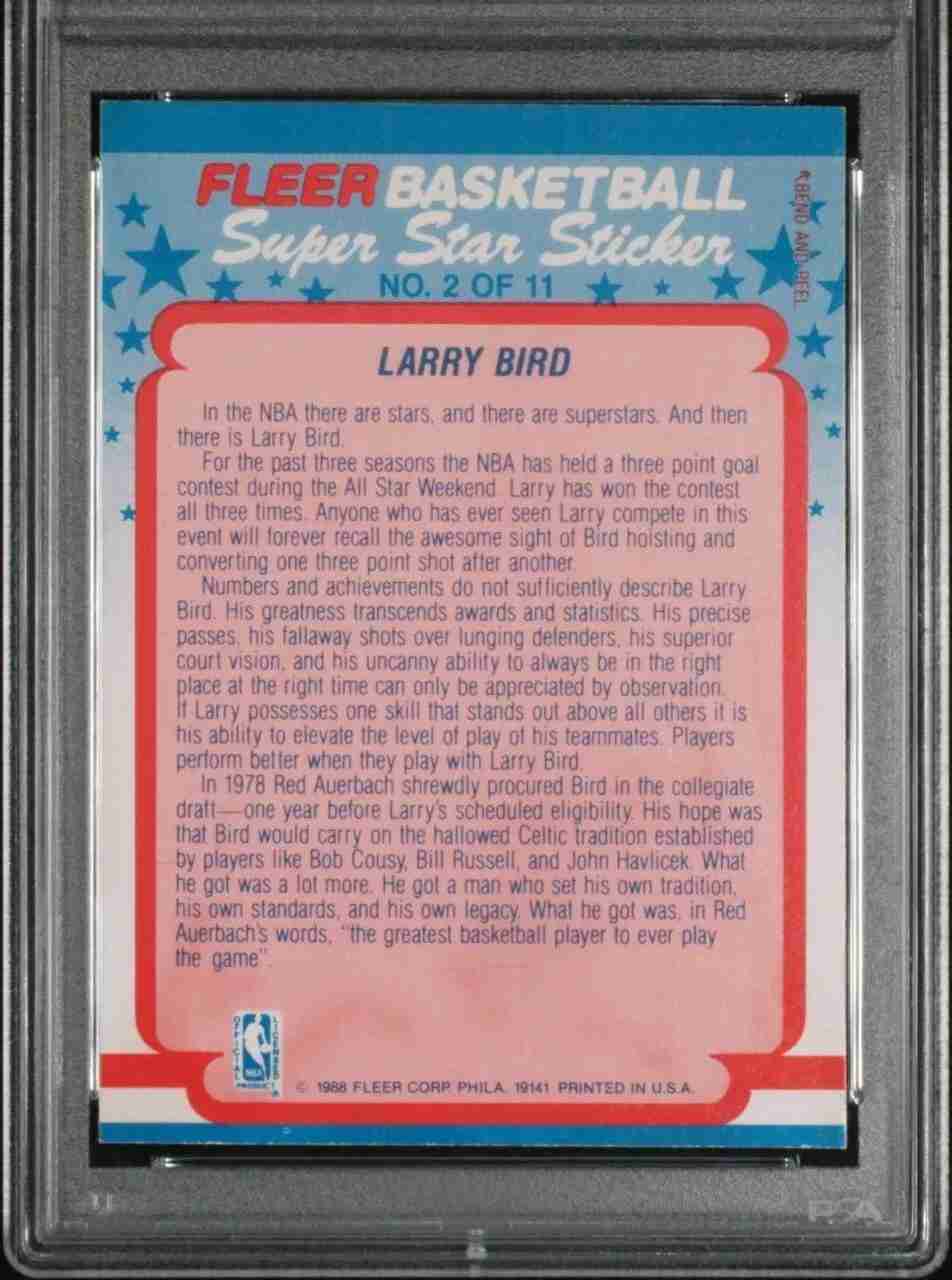 FLEER BASKETBALL
Super Star Sticker
NO. 2 OF 11
BEND AND PEEL
LARRY BIRD
In the NBA there are stars, and there are superstars. And then
there is Larry Bird.
For the past three seasons the NBA has held a three point goal
contest during the All Star Weekend. Larry has won the contest
all three times. Anyone who has ever seen Larry compete in this
event will forever recall the awesome sight of Bird hoisting and
converting one three point shot after another.
Numbers and achievements do not sufficiently describe Larry
Bird. His greatness transcends awards and statistics. His precise
passes, his fallaway shots over lunging defenders, his superior
court vision, and his uncanny ability to always be in the right
place at the right time can only be appreciated by observation.
If Larry possesses one skill that stands out above all others it is
his ability to elevate the level of play of his teammates. Players
perform better when they play with Larry Bird.
In 1978 Red Auerbach shrewdly procured Bird in the collegiate
draft—one year before Larry's scheduled eligibility. His hope was
that Bird would carry on the hallowed Celtic tradition established
by players like Bob Cousy, Bill Russell, and John Havlicek. What
he got was a lot more. He got a man who set his own tradition,
his own standards, and his own legacy. What he got was, in Red
Auerbach's words, "the greatest basketball player to ever play
the game".
OFFICIAL LICENSED
NBA
PRODUCT
© 1988 FLEER CORP. PHILA. 19141 PRINTED IN U.S.A.
PSA